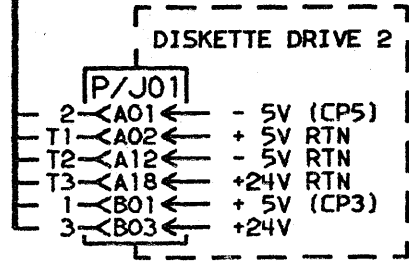 DISKETTE DRIVE 2
P/J01
2 A01 - 5V (CP5)
T1 A02 + 5V RTN
T2 A12 - 5V RTN
T3 A18 +24V RTN
1 B01 + 5V (CP3)
3 B03 +24V